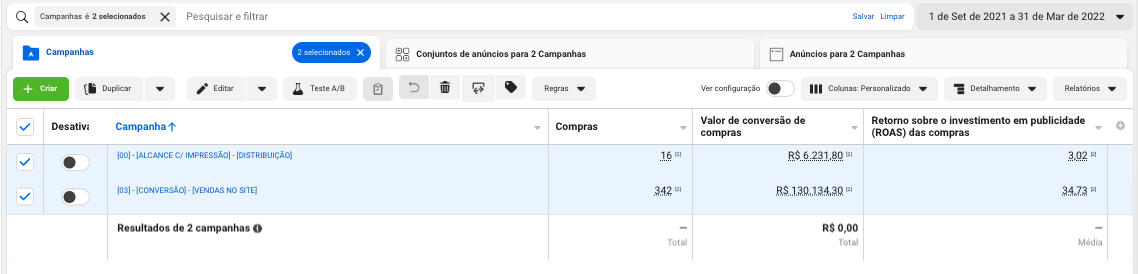 Campanhas é 2 selecionados
Pesquisar e filtrar
Salvar Limpar
1 de Set de 2021 a 31 de Mar de 2022
Campanhas
2 selecionados
Conjuntos de anúncios para 2 Campanhas
Anúncios para 2 Campanhas
Criar
Duplicar
Editar
Teste A/B
Regras
Ver configuração
Colunas: Personalizado
Detalhamento
Relatórios
Desativa
Campanha
Compras
Valor de conversão de
compras
Retorno sobre o investimento em publicidade
(ROAS) das compras
[00] - [ALCANCE C/ IMPRESSÃO] - [DISTRIBUIÇÃO]
16 [2]
R$ 6.231,80 [2]
3,02 [2]
[03] - [CONVERSÃO] - [VENDAS NO SITE]
342 [2]
R$ 130.134,30 [2]
34,73 [2]
Resultados de 2 campanhas
—
R$ 0,00
—
Total
Total
Média